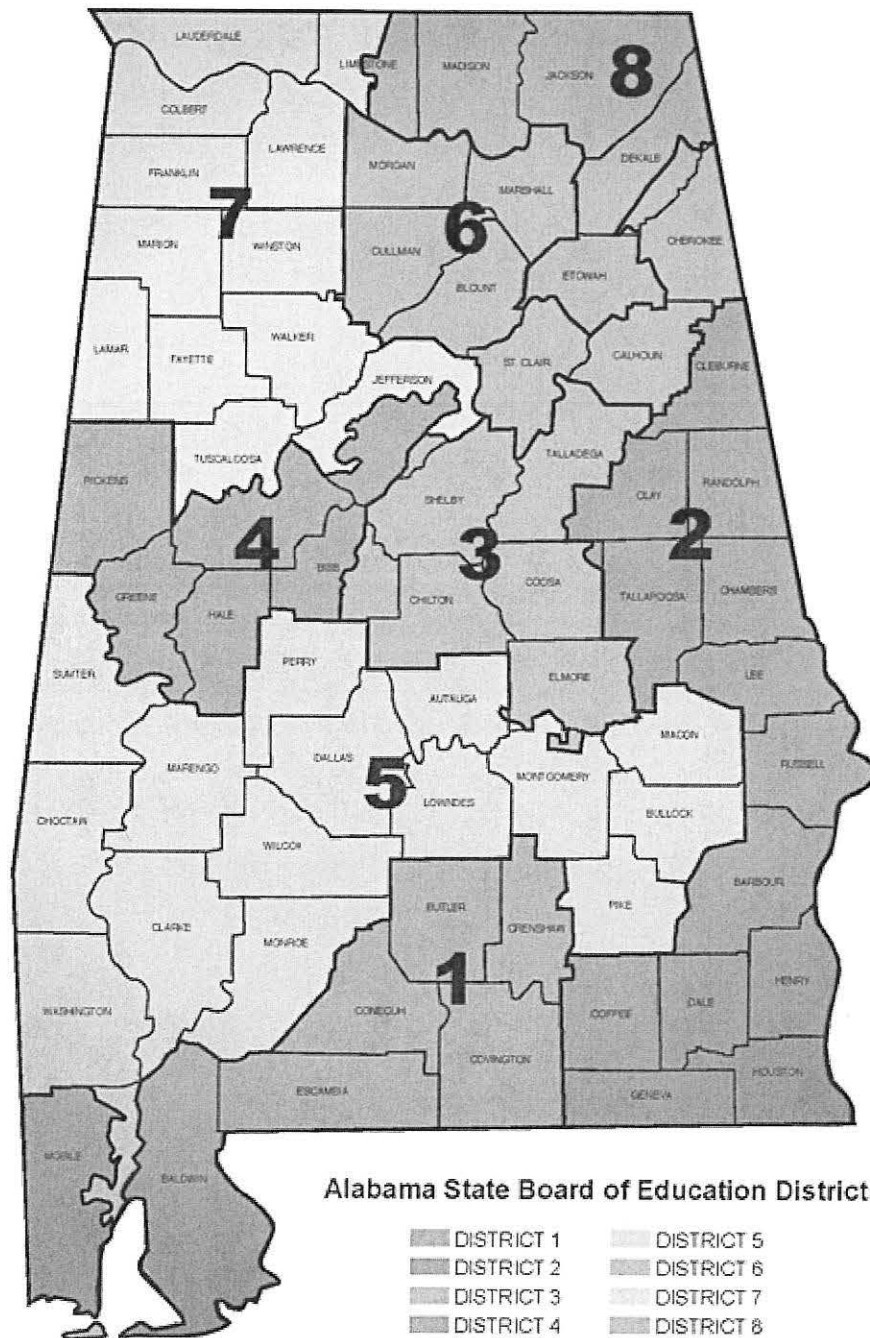 LAUDERDALE
LIMESTONE
MADISON
JACKSON
8
COLBERT
LAWRENCE
FRANKLIN
MORGAN
MARSHALL
DEKALB
7
6
MARION
WINSTON
CULLMAN
CHEROKEE
ETOWAH
BLOUNT
WALKER
LAMAR
FAYETTE
JEFFERSON
ST. CLAIR
CALHOUN
CLEBURNE
TUSCALOOSA
TALLADEGA
PICKENS
SHELBY
CLAY
RANDOLPH
4
3
2
BIBB
COOSA
GREENE
HALE
CHILTON
TALLAPOOSA
CHAMBERS
PERRY
SUMTER
ELMORE
LEE
AUTAUGA
MACON
MARENGO
DALLAS
5
MONTGOMERY
RUSSELL
CHOCTAW
LOWNDES
BULLOCK
WILCOX
BARBOUR
BUTLER
PIKE
CLARKE
MONROE
CRENSHAW
1
HENRY
WASHINGTON
CONECUH
COFFEE
DALE
COVINGTON
HOUSTON
ESCAMBIA
GENEVA
MOBILE
BALDWIN
Alabama State Board of Education District
DISTRICT 1
DISTRICT 5
DISTRICT 2
DISTRICT 6
DISTRICT 3
DISTRICT 7
DISTRICT 4
DISTRICT 8